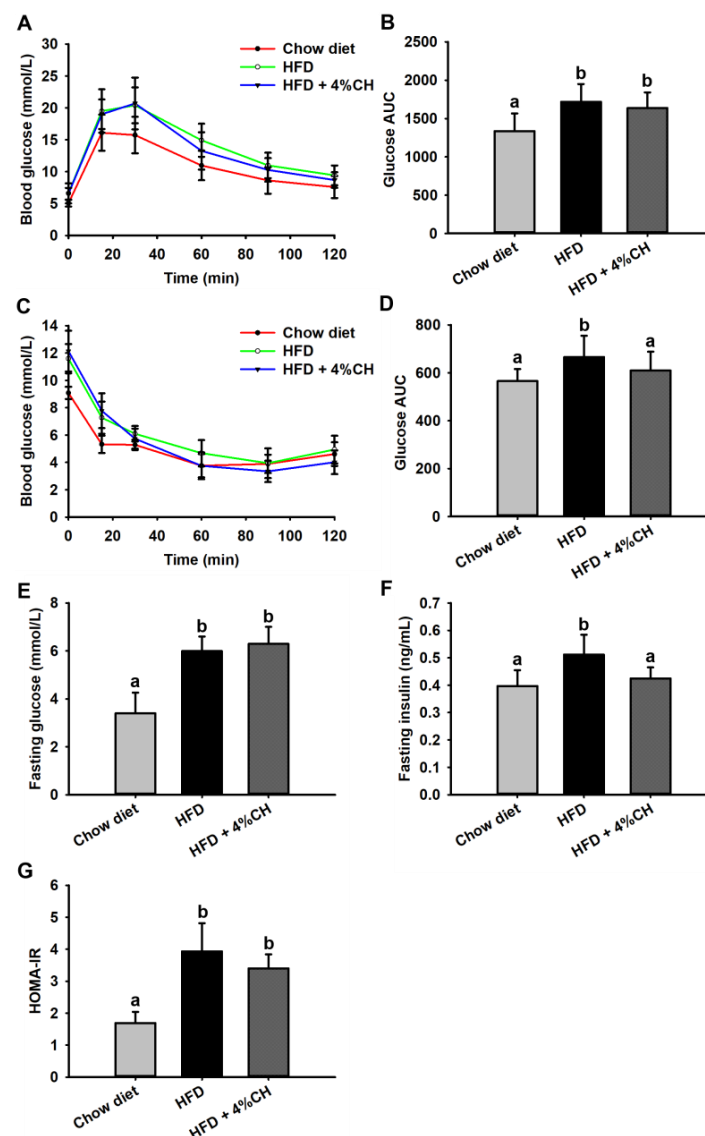 A
Blood glucose (mmol/L)
30
25
20
15
10
5
0
0 20 40 60 80 100 120
Time (min)
Chow diet
HFD
HFD + 4%CH
B
Glucose AUC
2500
2000
1500
1000
500
0
a b b
Chow diet HFD HFD + 4%CH
C
Blood glucose (mmol/L)
14
12
10
8
6
4
2
0
0 20 40 60 80 100 120
Time (min)
Chow diet
HFD
HFD + 4%CH
D
Glucose AUC
800
600
400
200
0
a b a
Chow diet HFD HFD + 4%CH
E
Fasting glucose (mmol/L)
8
6
4
2
0
a b b
Chow diet HFD HFD + 4%CH
F
Fasting insulin (ng/mL)
0.7
0.6
0.5
0.4
0.3
0.2
0.1
0.0
a b a
Chow diet HFD HFD + 4%CH
G
HOMA-IR
6
5
4
3
2
1
0
a b b
Chow diet HFD HFD + 4%CH